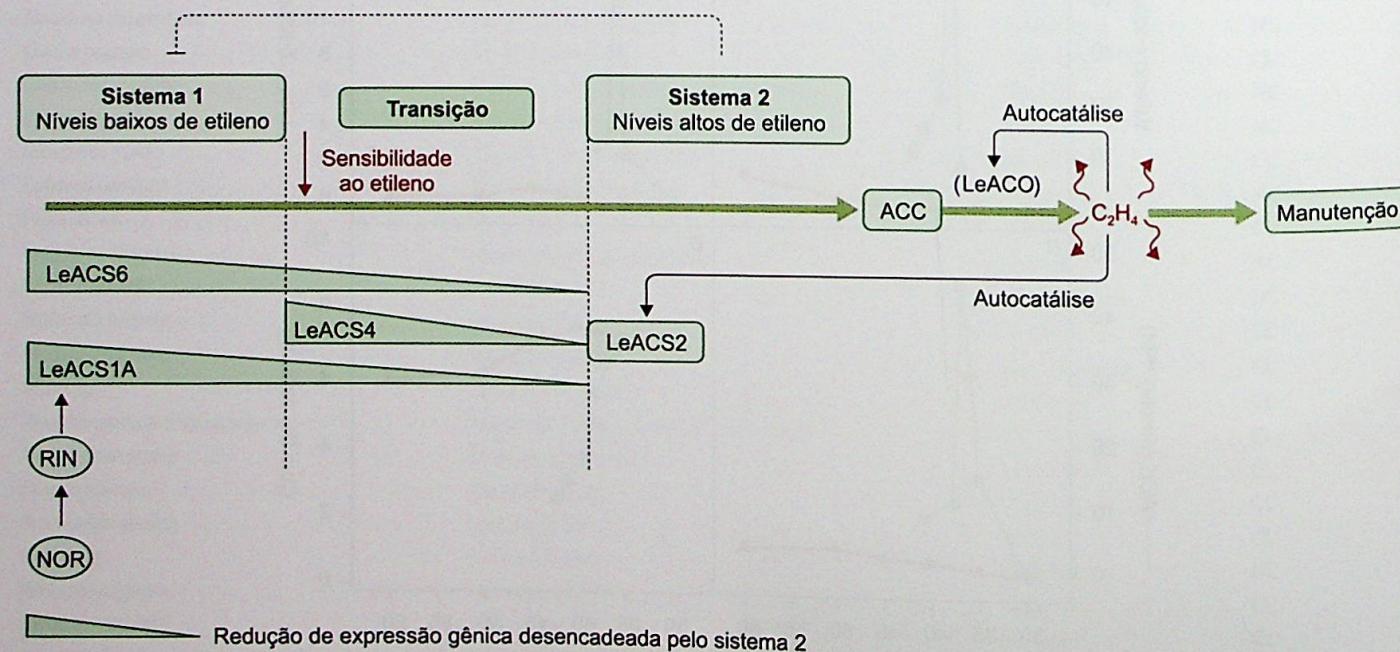 Sistema 1
Níveis baixos de etileno
Transição
Sistema 2
Níveis altos de etileno
Sensibilidade
ao etileno
Autocatálise
(LeACO)
ACC
C₂H₄
Manutenção
Autocatálise
LeACS6
LeACS4
LeACS2
LeACS1A
RIN
NOR
Redução de expressão gênica desencadeada pelo sistema 2